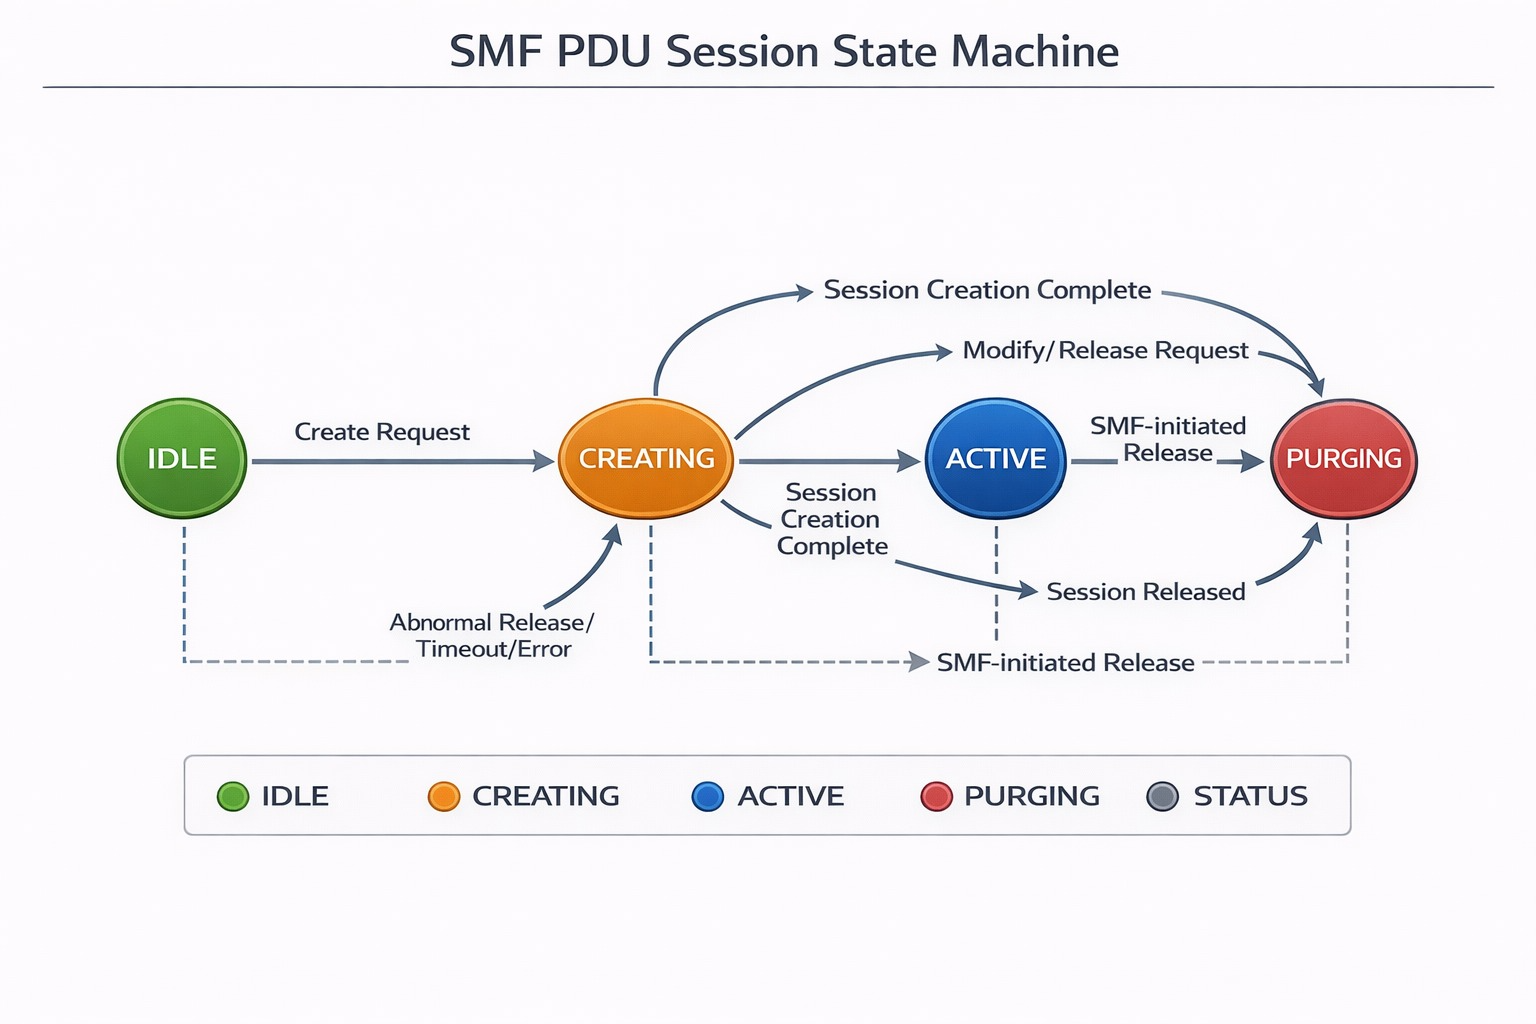 SMF PDU Session State Machine
Session Creation Complete
Modify/Release Request
Create Request
SMF-initiated
Release
IDLE
CREATING
ACTIVE
PURGING
Session
Creation
Complete
Session Released
Abnormal Release/
Timeout/Error
SMF-initiated Release
IDLE
CREATING
ACTIVE
PURGING
STATUS